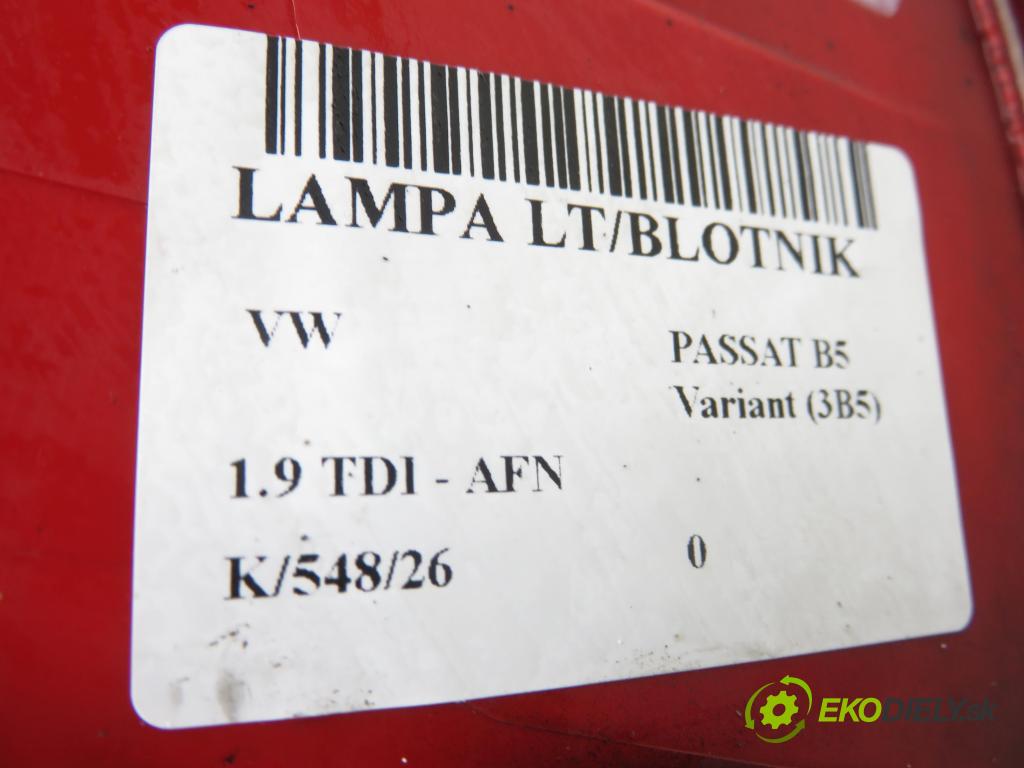 LAMPA LT/BLOTNIK
VW
PASSAT B5
Variant (3B5)
1.9 TDI - AFN
K/548/26
0
EKODIELY.sk